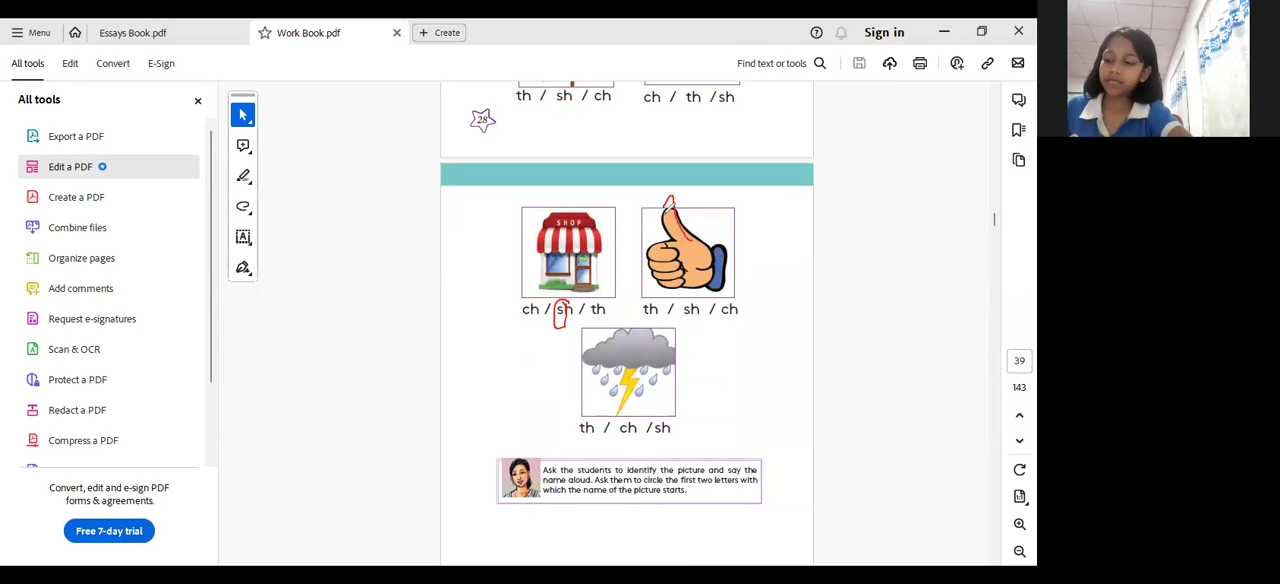 Menu
Essays Book.pdf
Work Book.pdf
Create
Sign in
All tools
Edit
Convert
E-Sign
Find text or tools
All tools
Export a PDF
Edit a PDF
Create a PDF
Combine files
Organize pages
Add comments
Request e-signatures
Scan & OCR
Protect a PDF
Redact a PDF
Compress a PDF
Convert, edit and e-sign PDF
forms & agreements.
Free 7-day trial
th / sh / ch
ch / th /sh
28
SHOP
ch / sh / th
th / sh / ch
th / ch /sh
Ask the students to identify the picture and say the
name aloud. Ask them to circle the first two letters with
which the name of the picture starts.
39
143